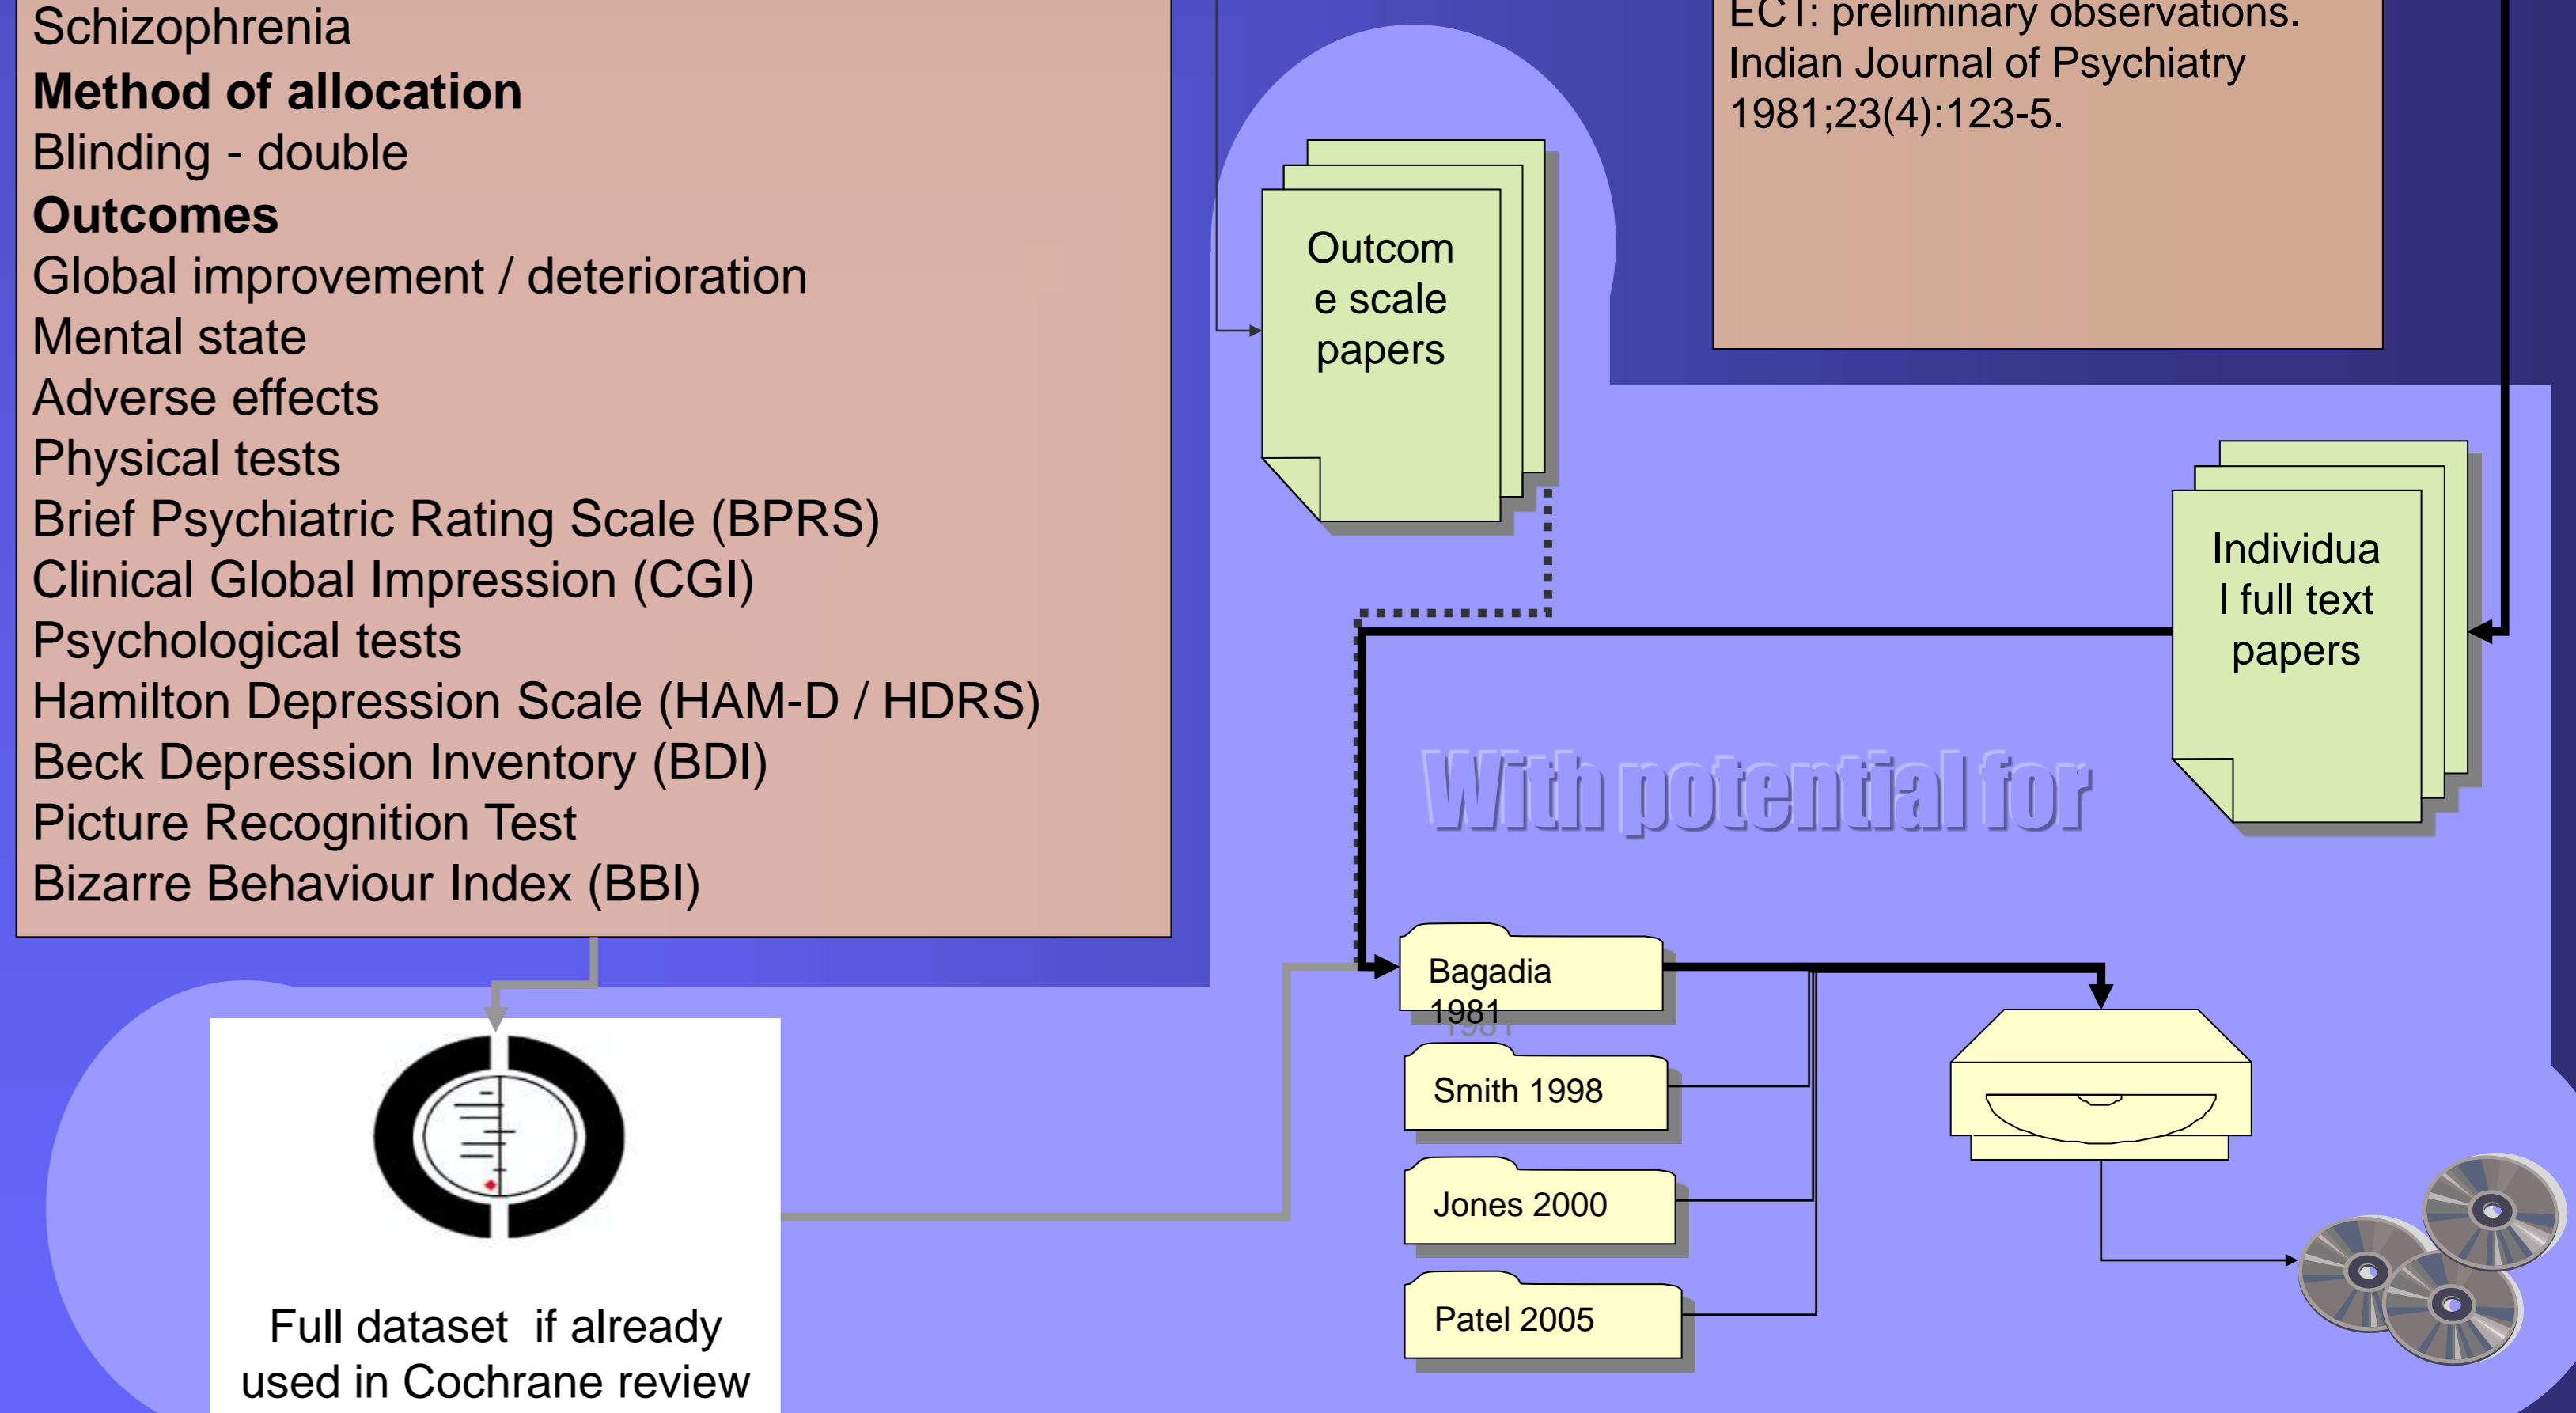 Schizophrenia
Method of allocation
Blinding - double
Outcomes
Global improvement / deterioration
Mental state
Adverse effects
Physical tests
Brief Psychiatric Rating Scale (BPRS)
Clinical Global Impression (CGI)
Psychological tests
Hamilton Depression Scale (HAM-D / HDRS)
Beck Depression Inventory (BDI)
Picture Recognition Test
Bizarre Behaviour Index (BBI)
ECT: preliminary observations.
Indian Journal of Psychiatry
1981;23(4):123-5.
Outcom
e scale
papers
Individua
l full text
papers
With potential for
Bagadia
1981
Smith 1998
Jones 2000
Patel 2005
Full dataset if already
used in Cochrane review